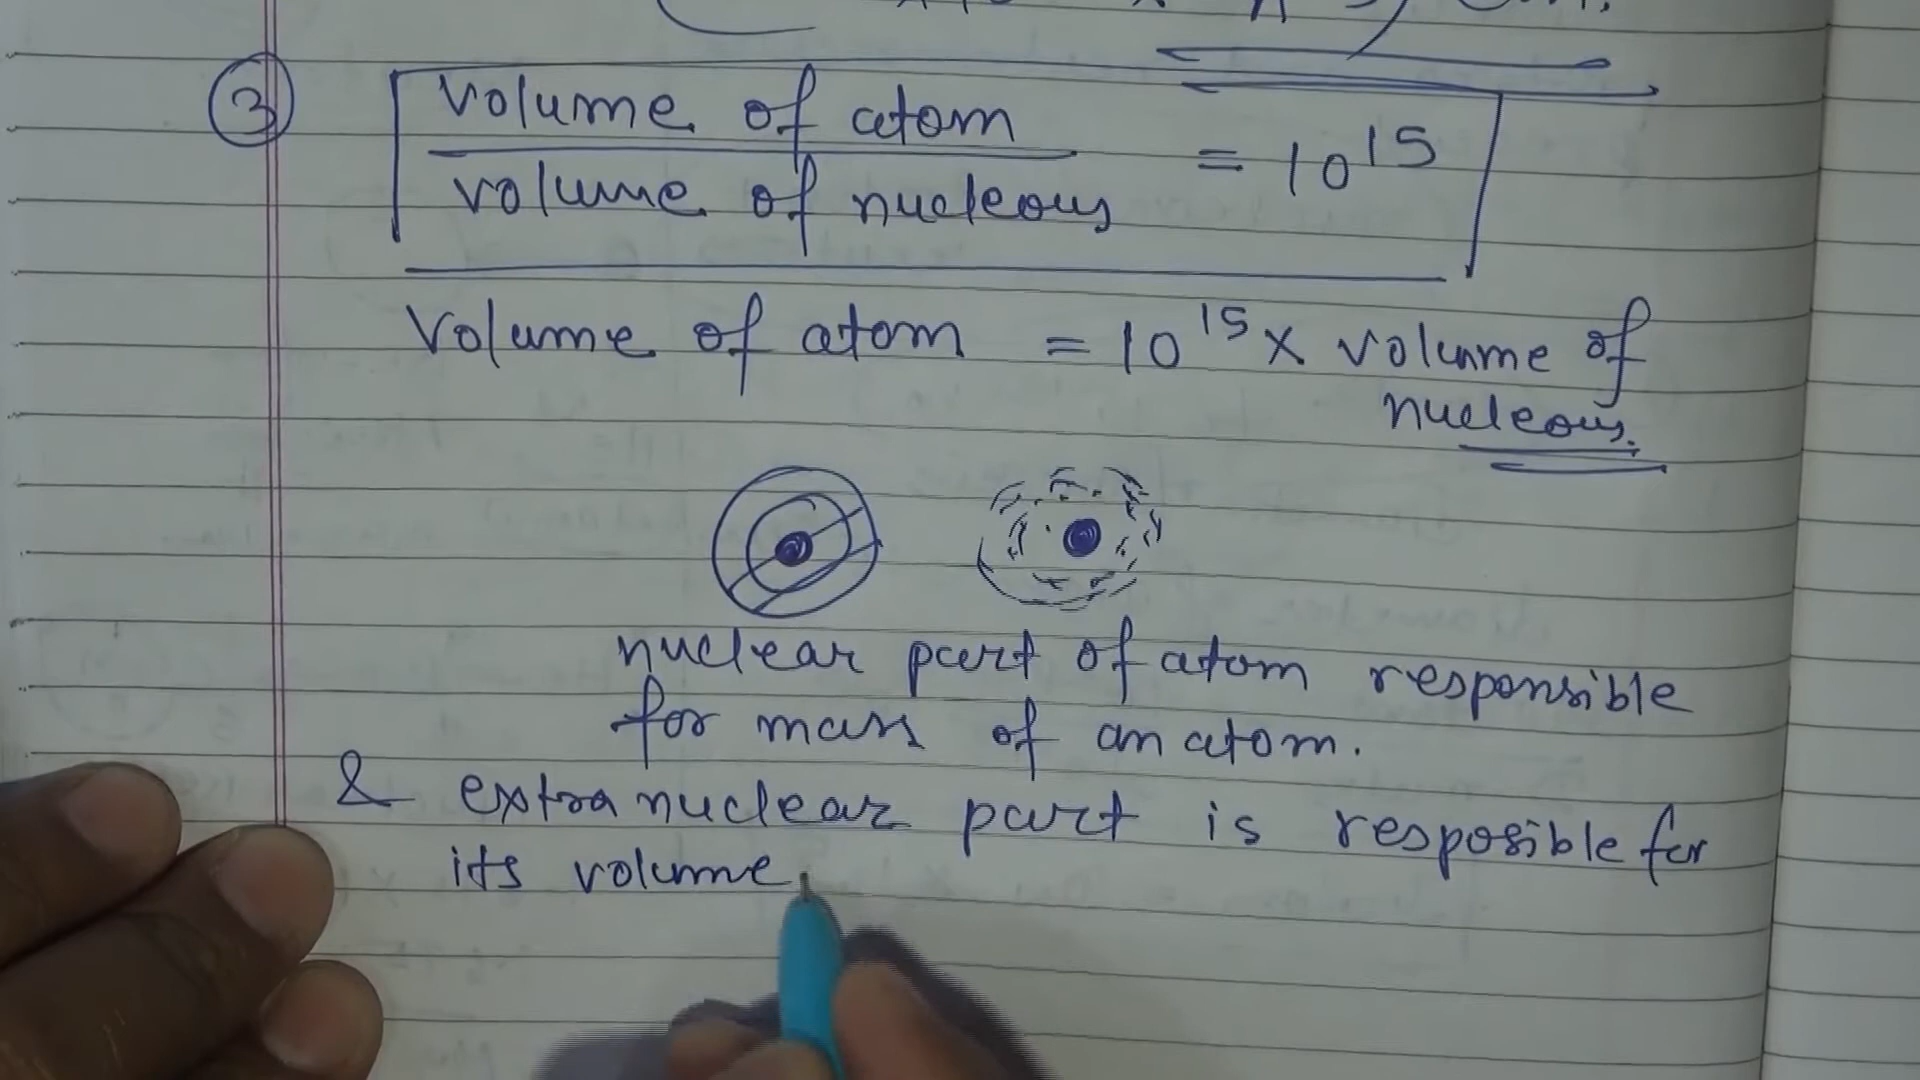 3
volume of atom
volume of nucleous
= 10^15
Volume of atom = 10^15 x volume of
nucleous.
nuclear part of atom responsible
for mass of an atom.
& extra nuclear part is resposible for
its volume.